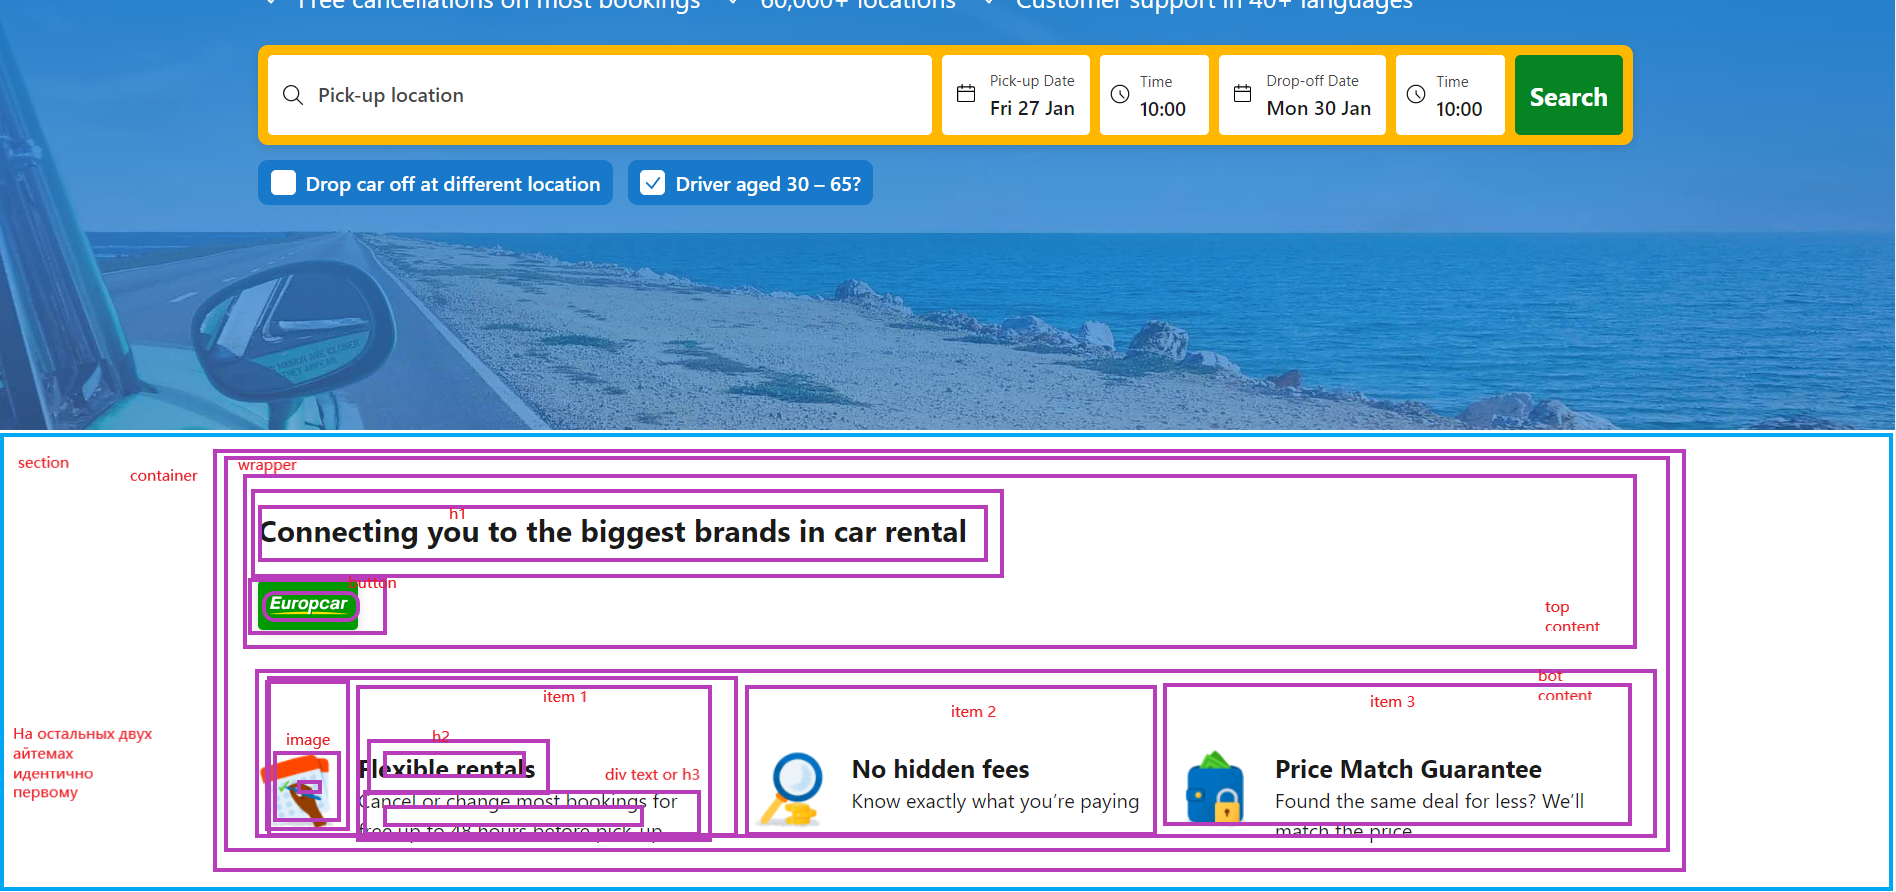 Free cancellations on most bookings 60,000+ locations Customer support in 40+ languages
Pick-up location
Pick-up Date
Fri 27 Jan
Time
10:00
Drop-off Date
Mon 30 Jan
Time
10:00
Search
Drop car off at different location
Driver aged 30 – 65?
section
container
wrapper
h1
Connecting you to the biggest brands in car rental
button
Europcar
top
content
bot
content
item 1
item 2
item 3
На остальных двух
айтемах
идентично
первому
image
h2
Flexible rentals
div text or h3
Cancel or change most bookings for
free up to 48 hours before pick-up
No hidden fees
Know exactly what you’re paying
Price Match Guarantee
Found the same deal for less? We’ll
match the price